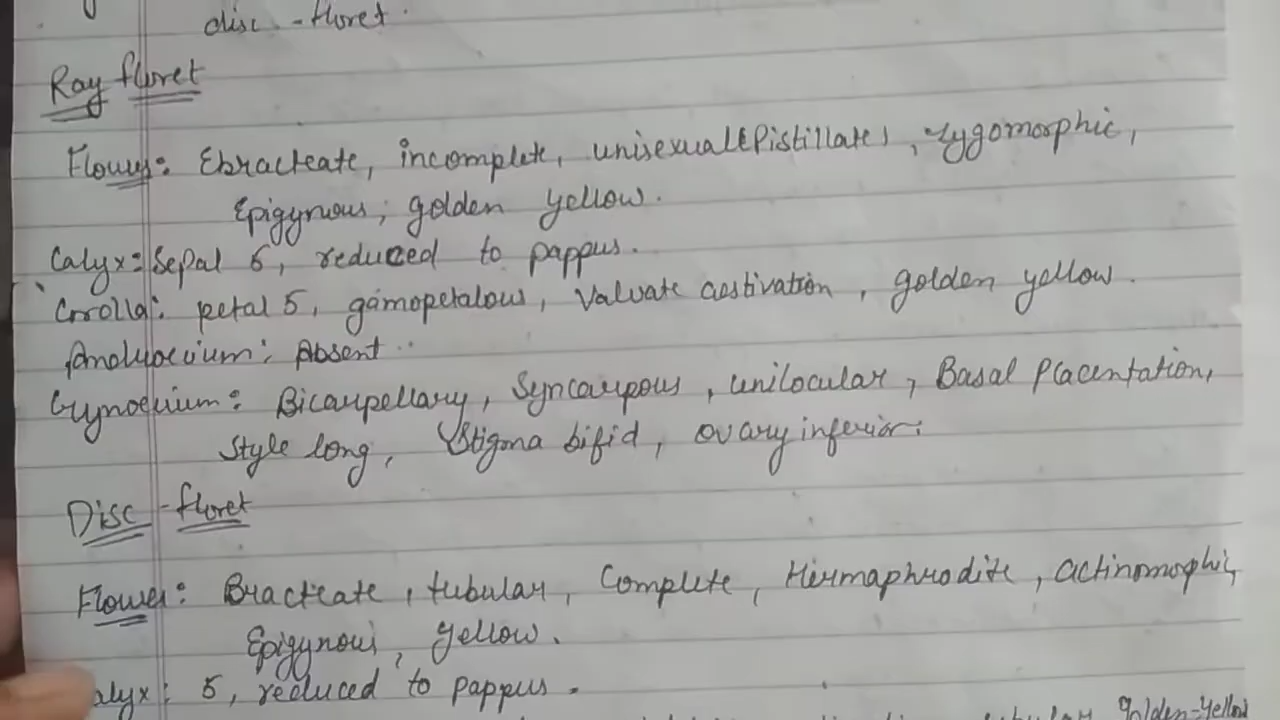 disc - floret.
Ray floret
Flower: Ebracteate, incomplete, unisexual (Pistillate), zygomorphic,
Epigynous, golden yellow.
Calyx: Sepal 5, reduced to pappus.
Corolla: petal 5, gamopetalous, Valvate aestivation, golden yellow.
Androecium: Absent.
Gynoecium: Bicarpellary, Syncarpous, unilocular, Basal Placentation,
Style long, Stigma bifid, Ovary inferior.
Disc - floret
Flower: Bracteate, tubular, Complete, Hermaphrodite, actinomorphic,
Epigynous, yellow.
alyx: 5, reduced to pappus.
golden-yellow